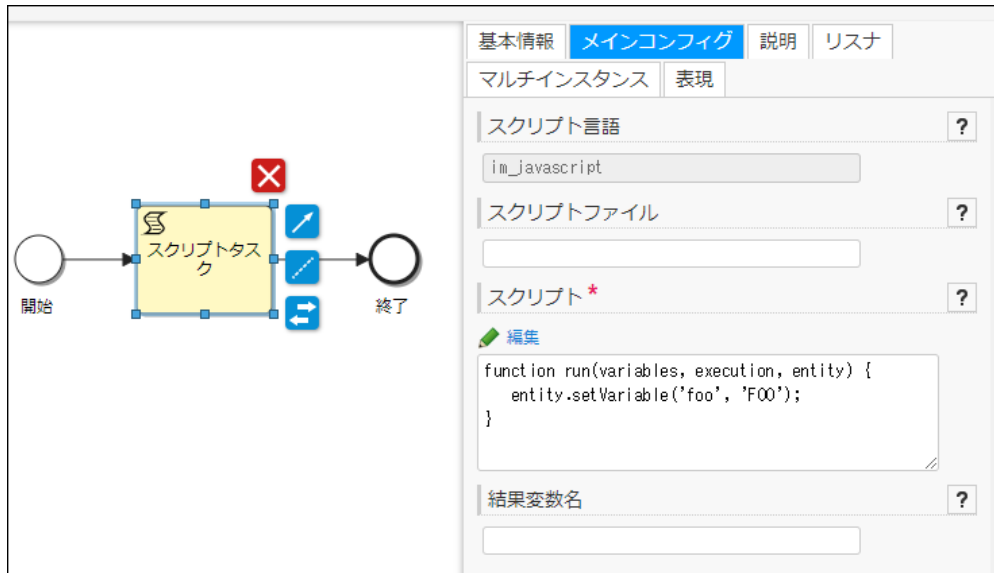 基本情報 メインコンフィグ 説明 リスナ
マルチインスタンス 表現
スクリプト言語 ?
im_javascript
スクリプトファイル ?
スクリプト* ?
編集
function run(variables, execution, entity) {
   entity.setVariable('foo', 'FOO');
}
結果変数名 ?
スクリプトタス
ク
開始
終了